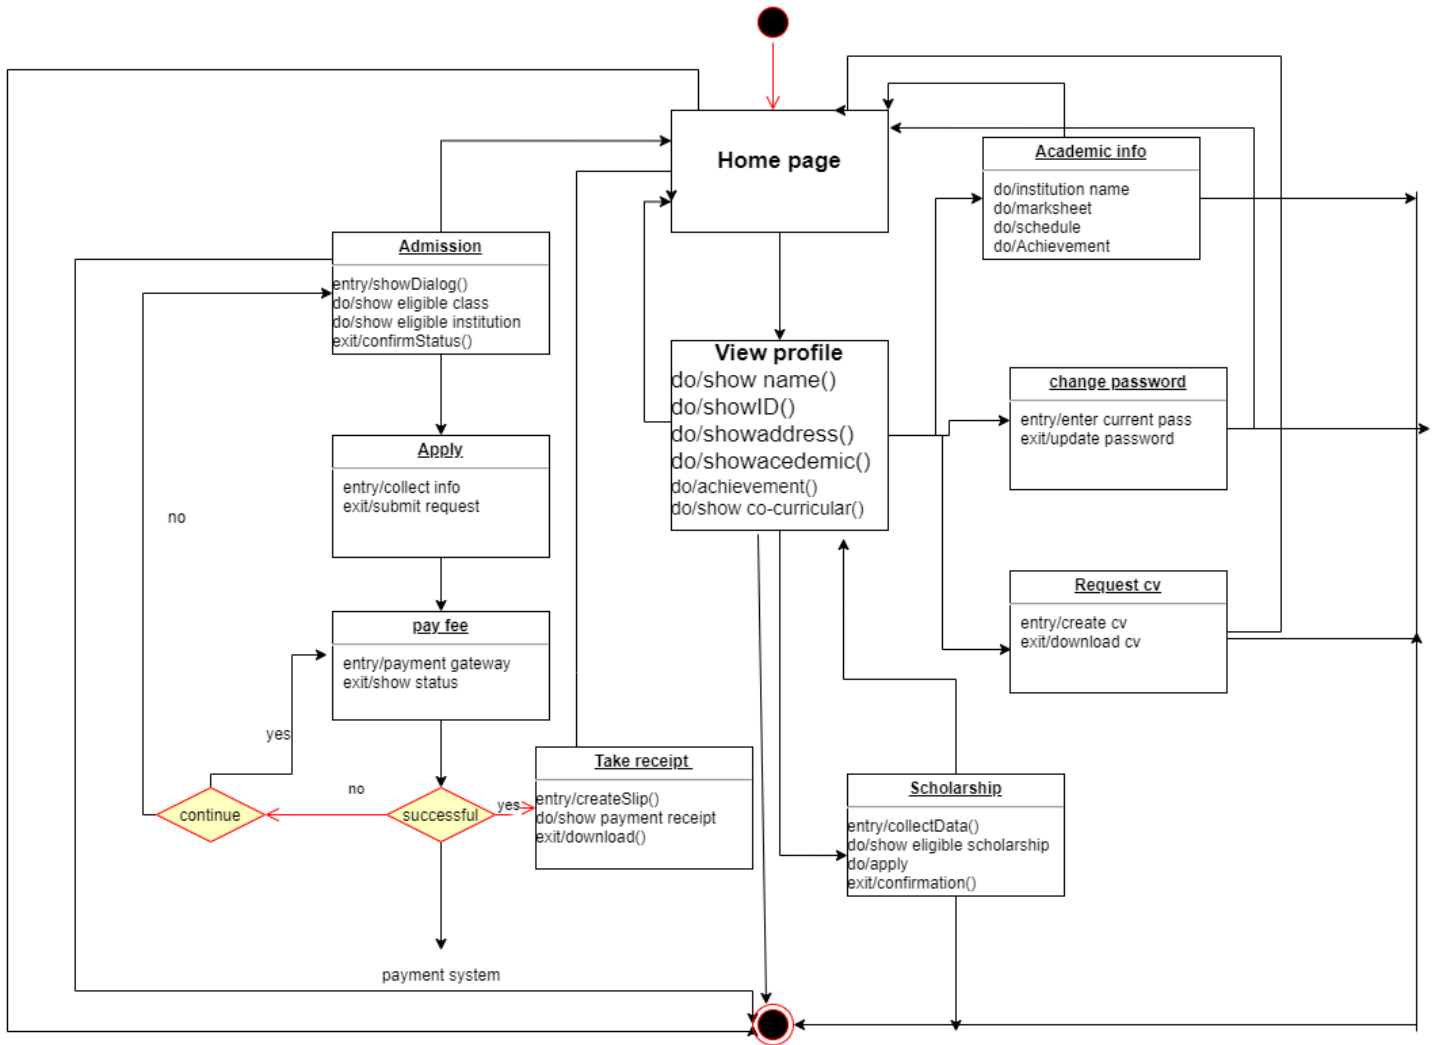 Home page
Academic info
do/institution name
do/marksheet
do/schedule
do/Achievement
Admission
entry/showDialog()
do/show eligible class
do/show eligible institution
exit/confirmStatus()
View profile
do/show name()
do/showID()
do/showaddress()
do/showacedemic()
do/achievement()
do/show co-curricular()
change password
entry/enter current pass
exit/update password
Apply
entry/collect info
exit/submit request
no
Request cv
entry/create cv
exit/download cv
pay fee
entry/payment gateway
exit/show status
yes
no
continue
successful
yes
Take receipt
entry/createSlip()
do/show payment receipt
exit/download()
Scholarship
entry/collectData()
do/show eligible scholarship
do/apply
exit/confirmation()
payment system